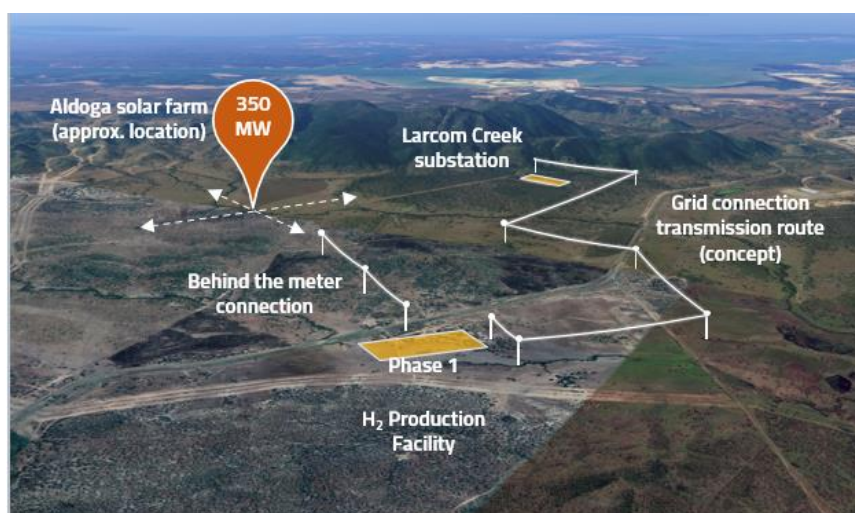 Aldoga solar farm
(approx. location)
350
MW
Larcom Creek
substation
Grid connection
transmission route
(concept)
Behind the meter
connection
Phase 1
H₂ Production
Facility